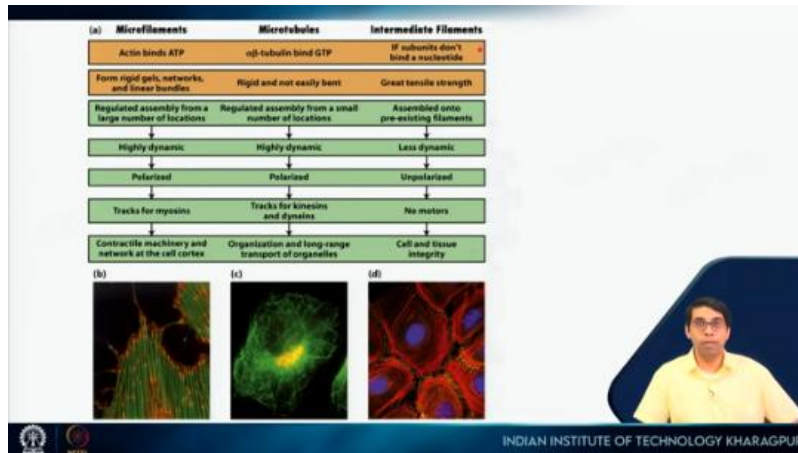 (a) Microfilaments Microtubules Intermediate Filaments
Actin binds ATP αβ-tubulin bind GTP IF subunits don't
bind a nucleotide
Form rigid gels, networks,
and linear bundles Rigid and not easily bent Great tensile strength
Regulated assembly from a
large number of locations Regulated assembly from a small
number of locations Assembled onto
pre-existing filaments
Highly dynamic Highly dynamic Less dynamic
Polarized Polarized Unpolarized
Tracks for myosins Tracks for kinesins
and dyneins No motors
Contractile machinery and
network at the cell cortex Organization and long-range
transport of organelles Cell and tissue
integrity
(b) (c) (d)
INDIAN INSTITUTE OF TECHNOLOGY KHARAGPUR